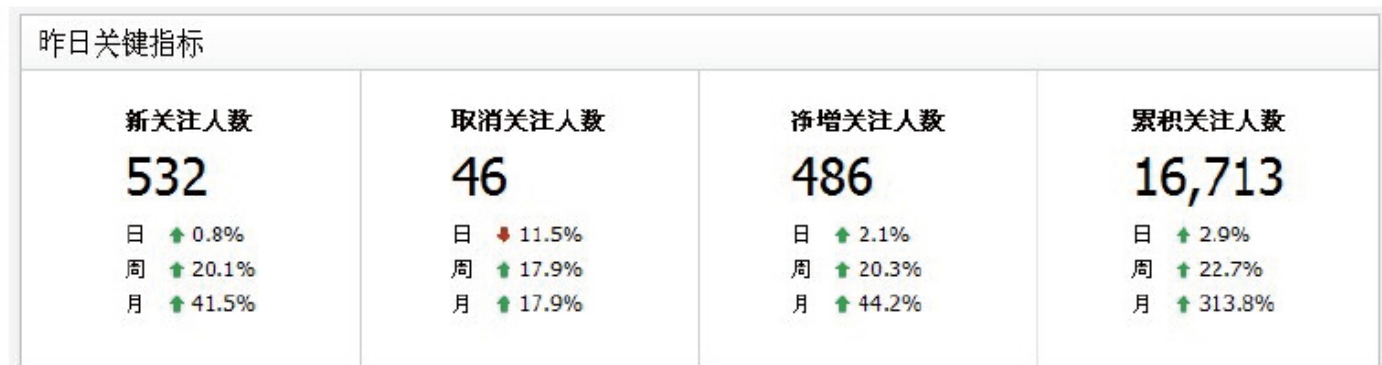 昨日关键指标
新关注人数
532
日 0.8%
周 20.1%
月 41.5%
取消关注人数
46
日 11.5%
周 17.9%
月 17.9%
净增关注人数
486
日 2.1%
周 20.3%
月 44.2%
累积关注人数
16,713
日 2.9%
周 22.7%
月 313.8%